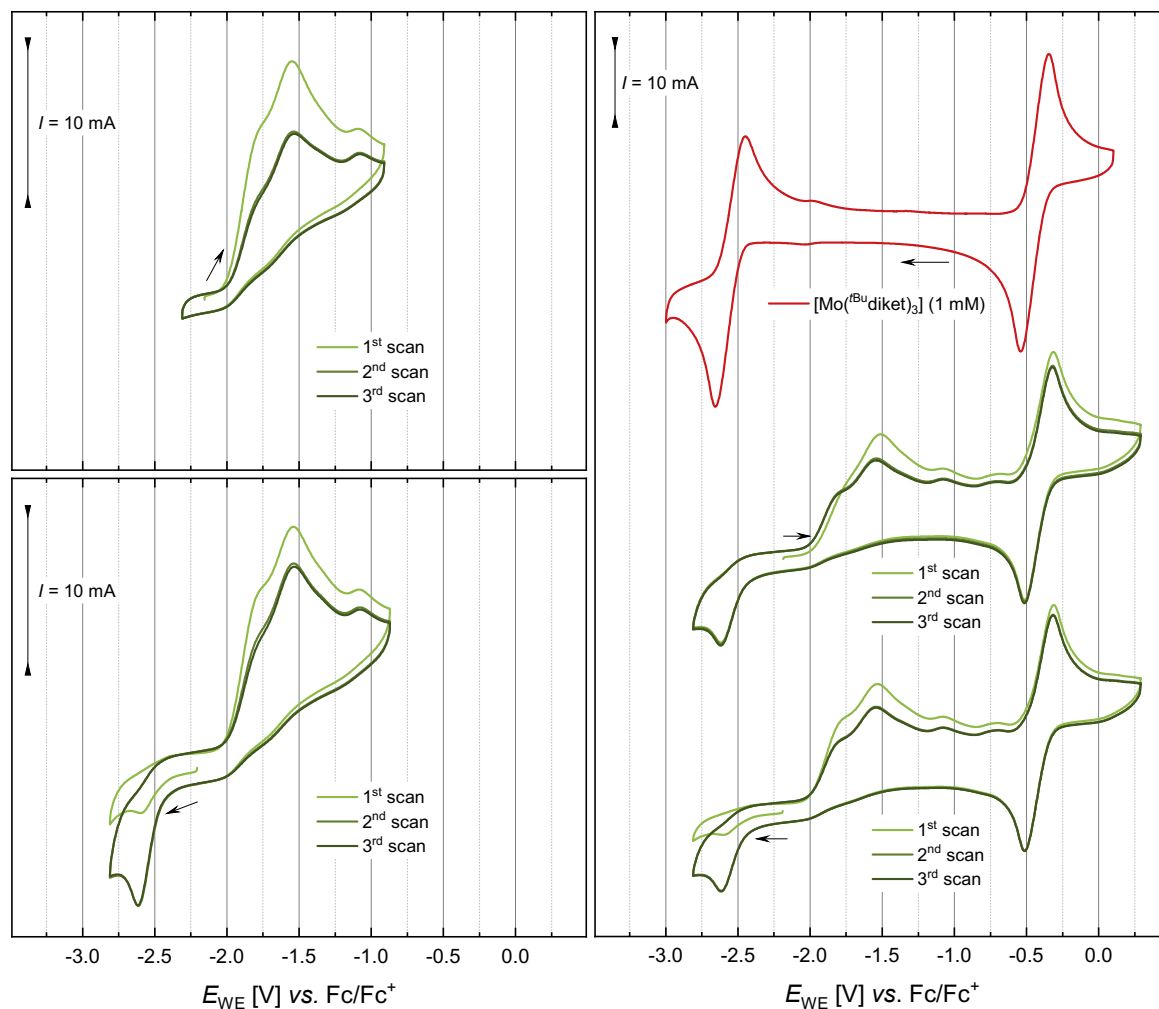 I = 10 mA
1st scan
2nd scan
3rd scan
I = 10 mA
1st scan
2nd scan
3rd scan
-3.0 -2.5 -2.0 -1.5 -1.0 -0.5 0.0
EWE [V] vs. Fc/Fc+
I = 10 mA
[Mo(tBudiket)3] (1 mM)
1st scan
2nd scan
3rd scan
1st scan
2nd scan
3rd scan
-3.0 -2.5 -2.0 -1.5 -1.0 -0.5 0.0
EWE [V] vs. Fc/Fc+